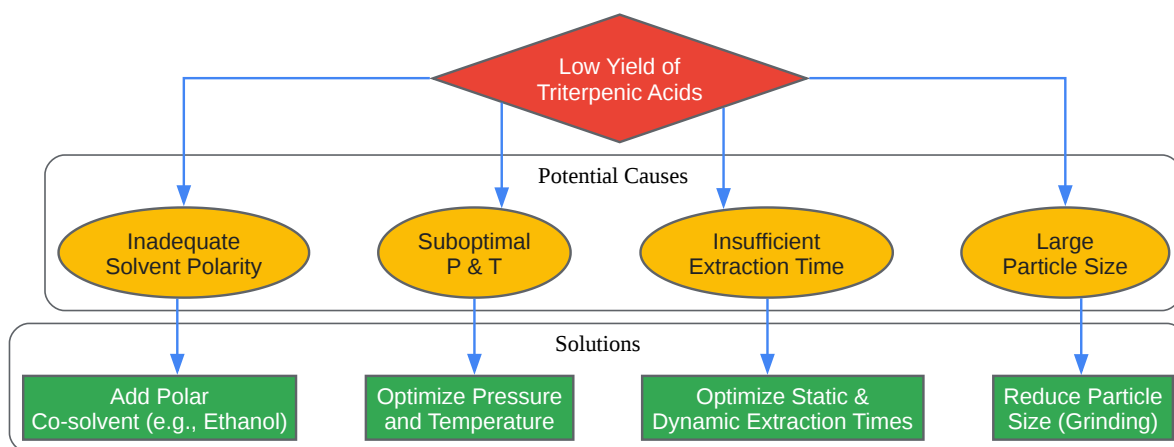 Low Yield of
Triterpenic Acids
Potential Causes
Inadequate
Solvent Polarity
Suboptimal
P & T
Insufficient
Extraction Time
Large
Particle Size
Solutions
Add Polar
Co-solvent (e.g., Ethanol)
Optimize Pressure
and Temperature
Optimize Static &
Dynamic Extraction Times
Reduce Particle
Size (Grinding)